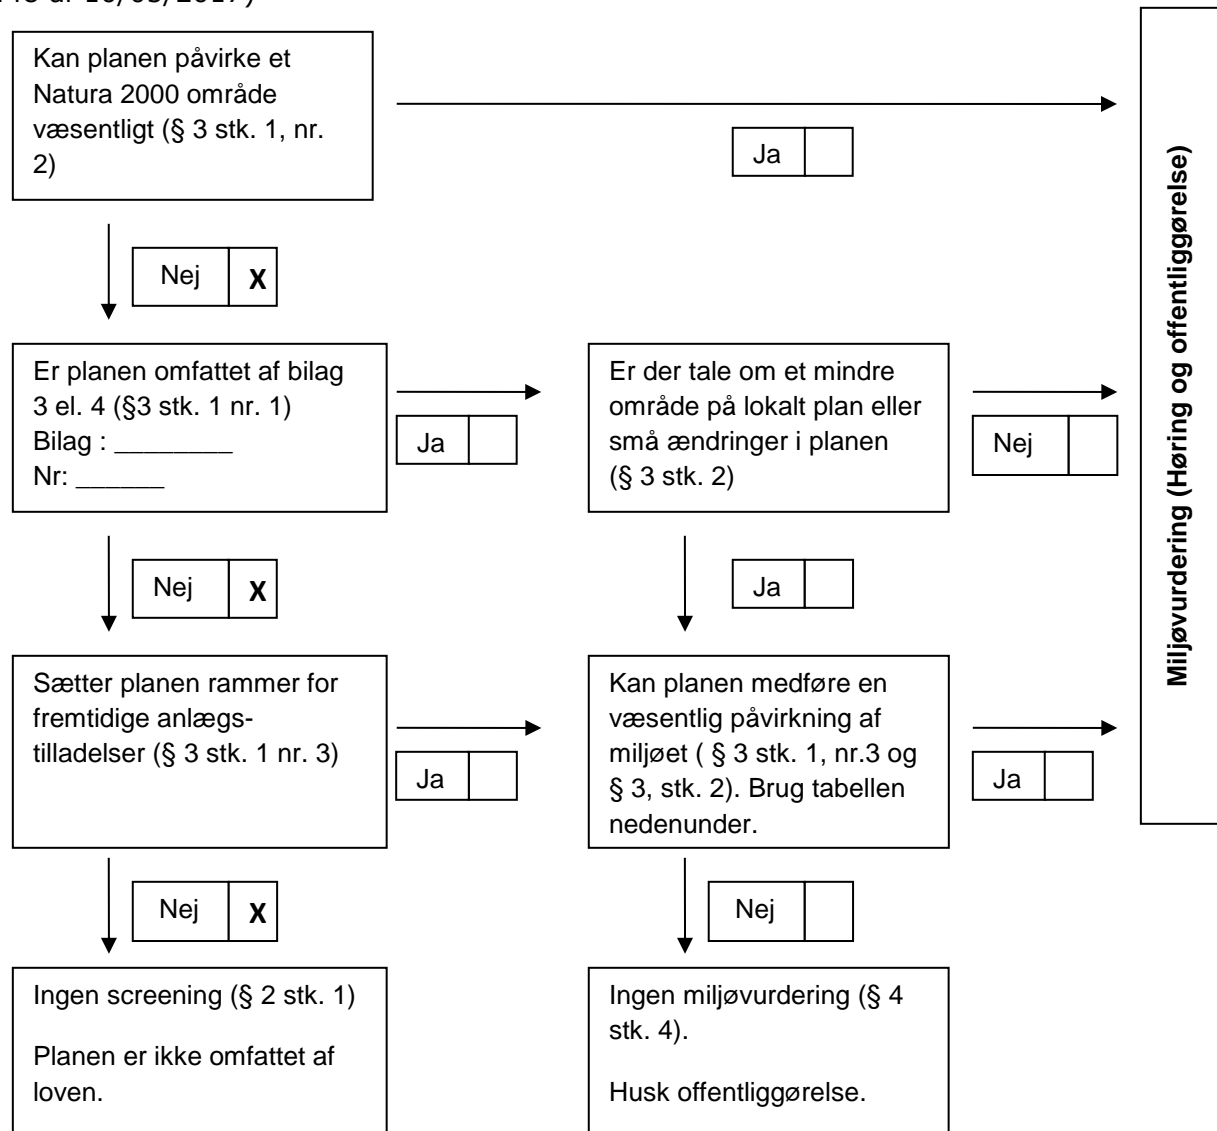 Kan planen påvirke et
Natura 2000 område
væsentligt (§ 3 stk. 1, nr.
2)
Ja
Nej X
Er planen omfattet af bilag
3 el. 4 (§3 stk. 1 nr. 1)
Bilag : ________
Nr: ______
Ja
Er der tale om et mindre
område på lokalt plan eller
små ændringer i planen
(§ 3 stk. 2)
Nej
Nej X
Ja
Sætter planen rammer for
fremtidige anlægs-
tilladelser (§ 3 stk. 1 nr. 3)
Ja
Kan planen medføre en
væsentlig påvirkning af
miljøet ( § 3 stk. 1, nr.3 og
§ 3, stk. 2). Brug tabellen
nedenunder.
Ja
Nej X
Nej
Ingen screening (§ 2 stk. 1)
Planen er ikke omfattet af
loven.
Ingen miljøvurdering (§ 4
stk. 4).
Husk offentliggørelse.
Miljøvurdering (Høring og offentliggørelse)